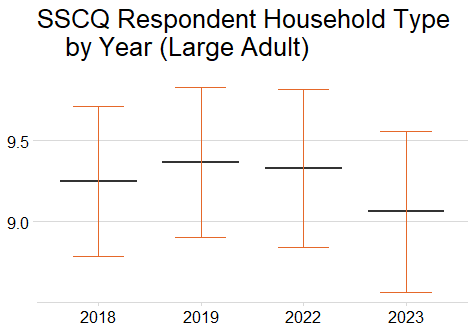 SSCQ Respondent Household Type
by Year (Large Adult)
9.5
9.0
2018 2019 2022 2023